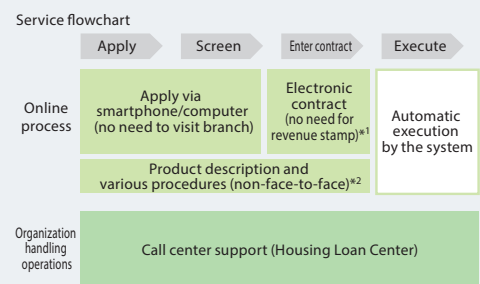 Service flowchart
Apply
Screen
Enter contract
Execute
Online
process
Apply via
smartphone/computer
(no need to visit branch)
Electronic
contract
(no need for
revenue stamp)*1
Automatic
execution
by the system
Product description and
various procedures (non-face-to-face)*2
Organization
handling
operations
Call center support (Housing Loan Center)